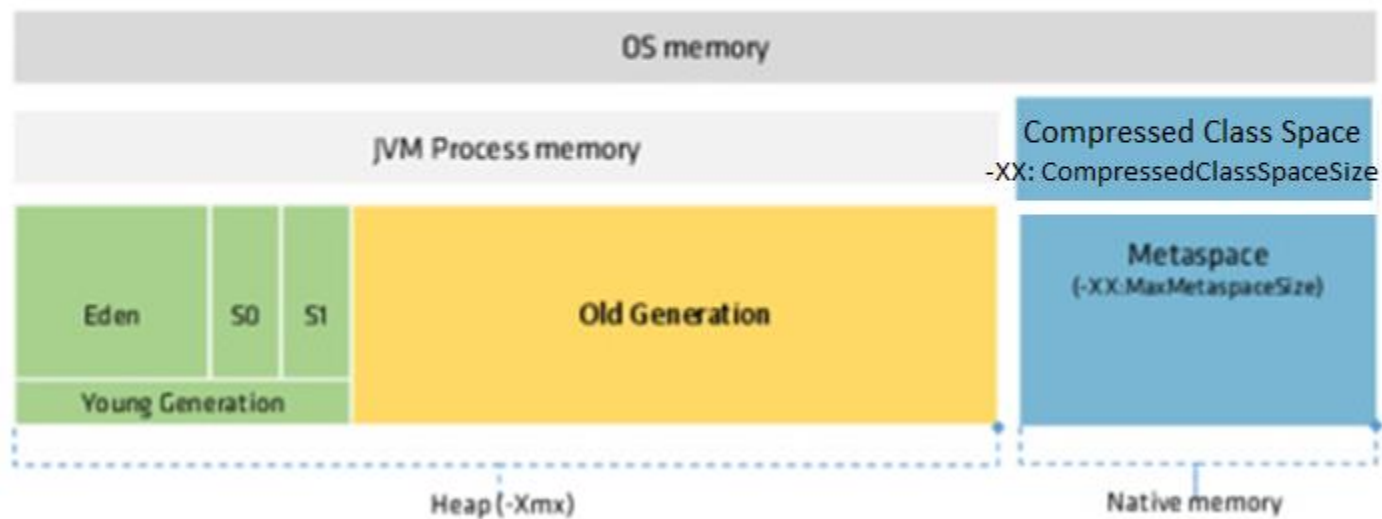 OS memory
JVM Process memory
Compressed Class Space
-XX: CompressedClassSpaceSize
Eden
S0
S1
Old Generation
Metaspace
(-XX:MaxMetaspaceSize)
Young Generation
Heap (-Xmx)
Native memory